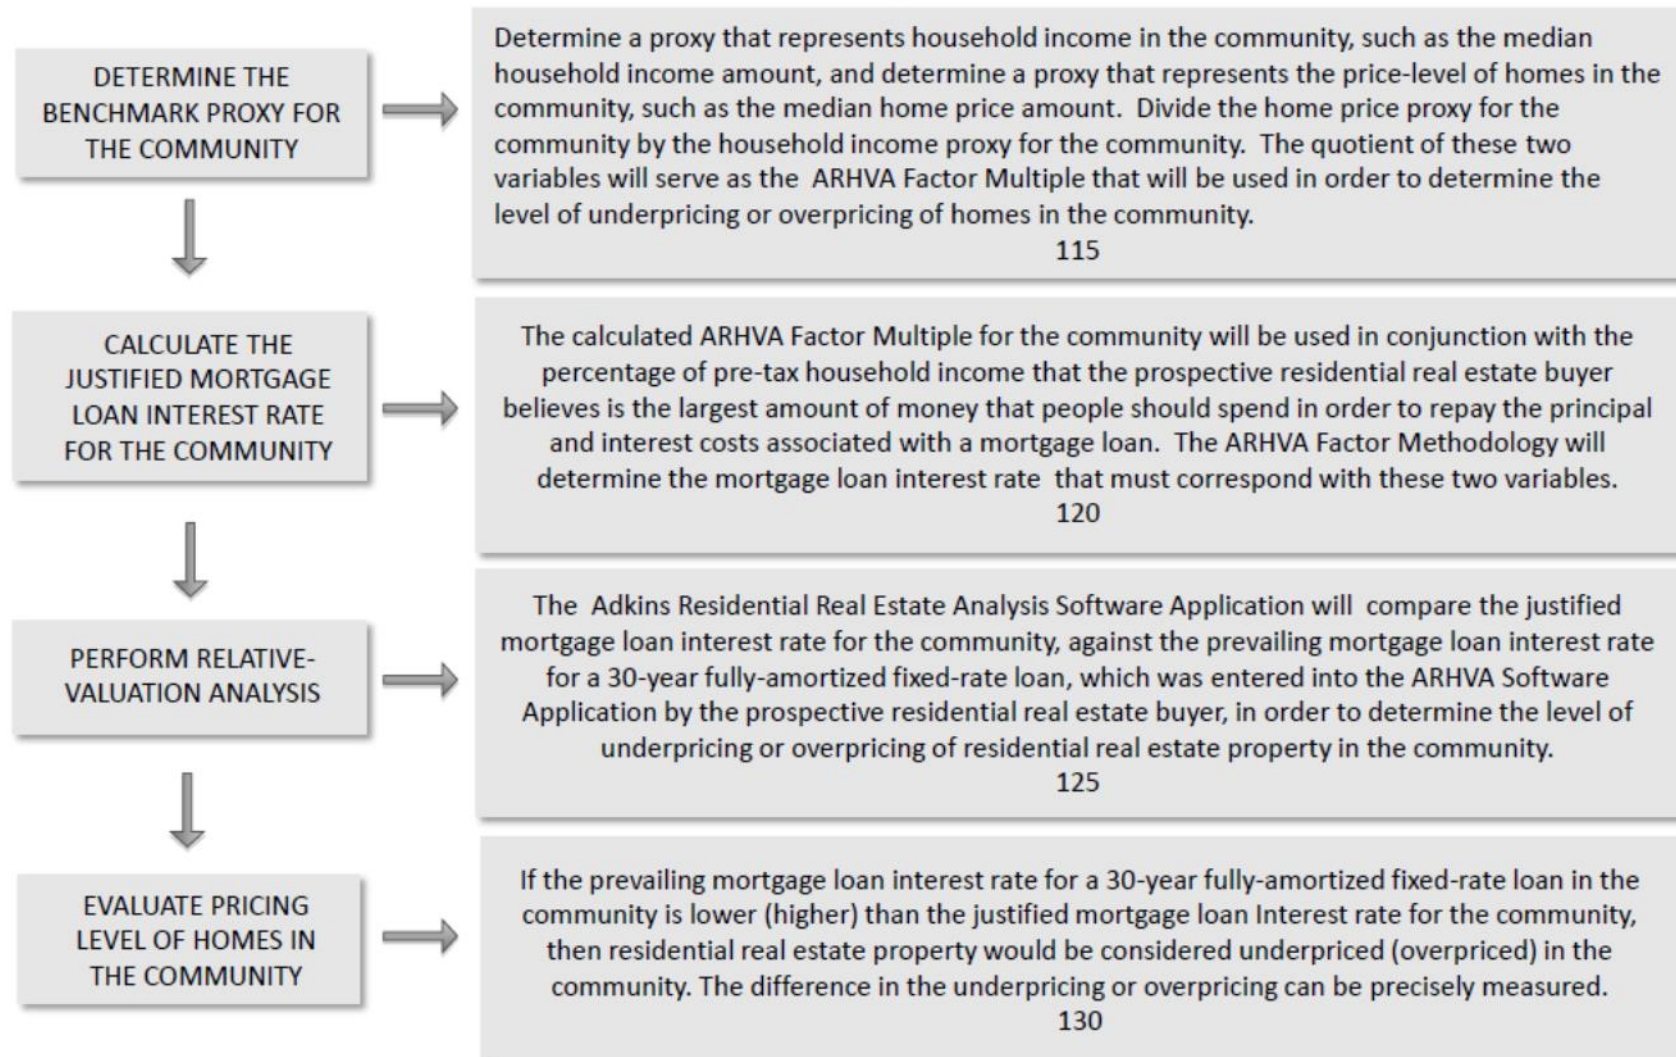 DETERMINE THE
BENCHMARK PROXY FOR
THE COMMUNITY
Determine a proxy that represents household income in the community, such as the median
household income amount, and determine a proxy that represents the price-level of homes in the
community, such as the median home price amount. Divide the home price proxy for the
community by the household income proxy for the community. The quotient of these two
variables will serve as the ARHVA Factor Multiple that will be used in order to determine the
level of underpricing or overpricing of homes in the community.
115
CALCULATE THE
JUSTIFIED MORTGAGE
LOAN INTEREST RATE
FOR THE COMMUNITY
The calculated ARHVA Factor Multiple for the community will be used in conjunction with the
percentage of pre-tax household income that the prospective residential real estate buyer
believes is the largest amount of money that people should spend in order to repay the principal
and interest costs associated with a mortgage loan. The ARHVA Factor Methodology will
determine the mortgage loan interest rate that must correspond with these two variables.
120
PERFORM RELATIVE-
VALUATION ANALYSIS
The Adkins Residential Real Estate Analysis Software Application will compare the justified
mortgage loan interest rate for the community, against the prevailing mortgage loan interest rate
for a 30-year fully-amortized fixed-rate loan, which was entered into the ARHVA Software
Application by the prospective residential real estate buyer, in order to determine the level of
underpricing or overpricing of residential real estate property in the community.
125
EVALUATE PRICING
LEVEL OF HOMES IN
THE COMMUNITY
If the prevailing mortgage loan interest rate for a 30-year fully-amortized fixed-rate loan in the
community is lower (higher) than the justified mortgage loan Interest rate for the community,
then residential real estate property would be considered underpriced (overpriced) in the
community. The difference in the underpricing or overpricing can be precisely measured.
130